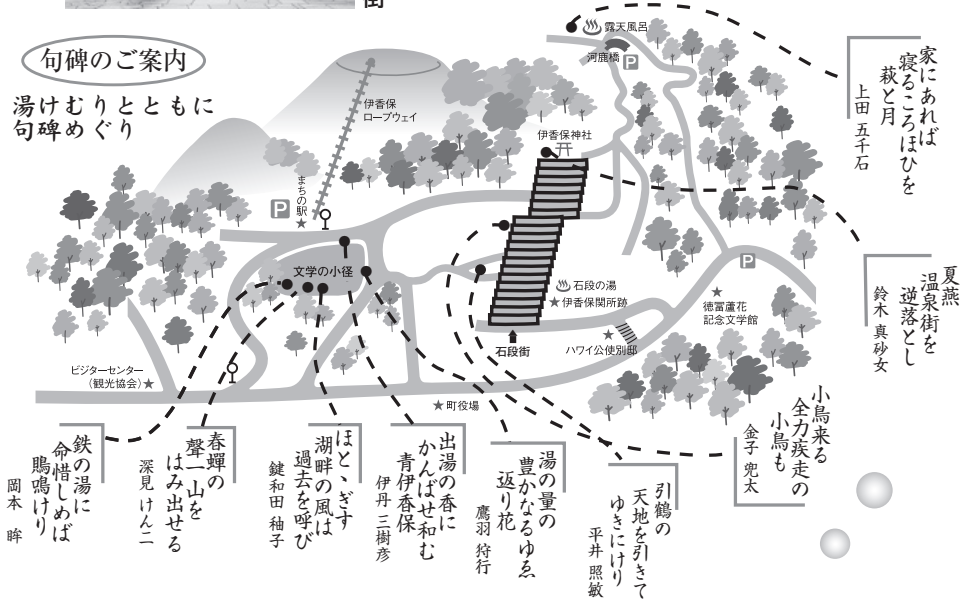 街
句碑のご案内
湯けむりとともに
句碑めぐり
露天風呂
河鹿橋
P
伊香保
ロープウェイ
伊香保神社
まちの駅
P
文学の小径
石段の湯
伊香保関所跡
石段街
ハワイ公使別邸
P
徳冨蘆花
記念文学館
ビジターセンター
(観光協会)
町役場
家にあれば
寝るころほひを
萩と月
上田 五千石
夏燕
温泉街を
逆落とし
鈴木 真砂女
小鳥来る
全力疾走の
小鳥も
金子 兜太
引鶴の
天地を引きて
ゆきにけり
平井 照敏
湯の量の
豊かなるゆゑ
返り花
鷹羽 狩行
出湯の香に
かんばせ和む
青伊香保
伊丹 三樹彦
ほとゝぎす
湖畔の風は
過去を呼び
鍵和田 秞子
春蟬の
聲一山を
はみ出せる
深見 けん二
鉄の湯に
命惜しめば
鵙鳴けり
岡本 眸